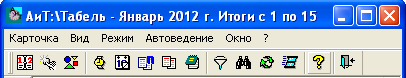 АиТ:\Табель - Январь 2012 г. Итоги с 1 по 15
Карточка Вид Режим Автоведение Окно ?